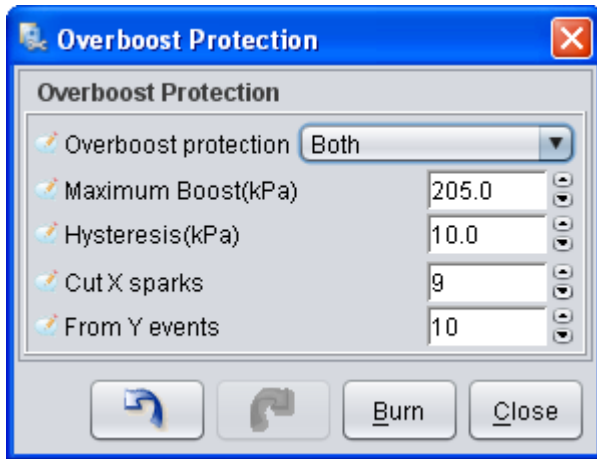 Overboost Protection
Overboost Protection
Overboost protection Both
Maximum Boost(kPa) 205.0
Hysteresis(kPa) 10.0
Cut X sparks 9
From Y events 10
Burn Close